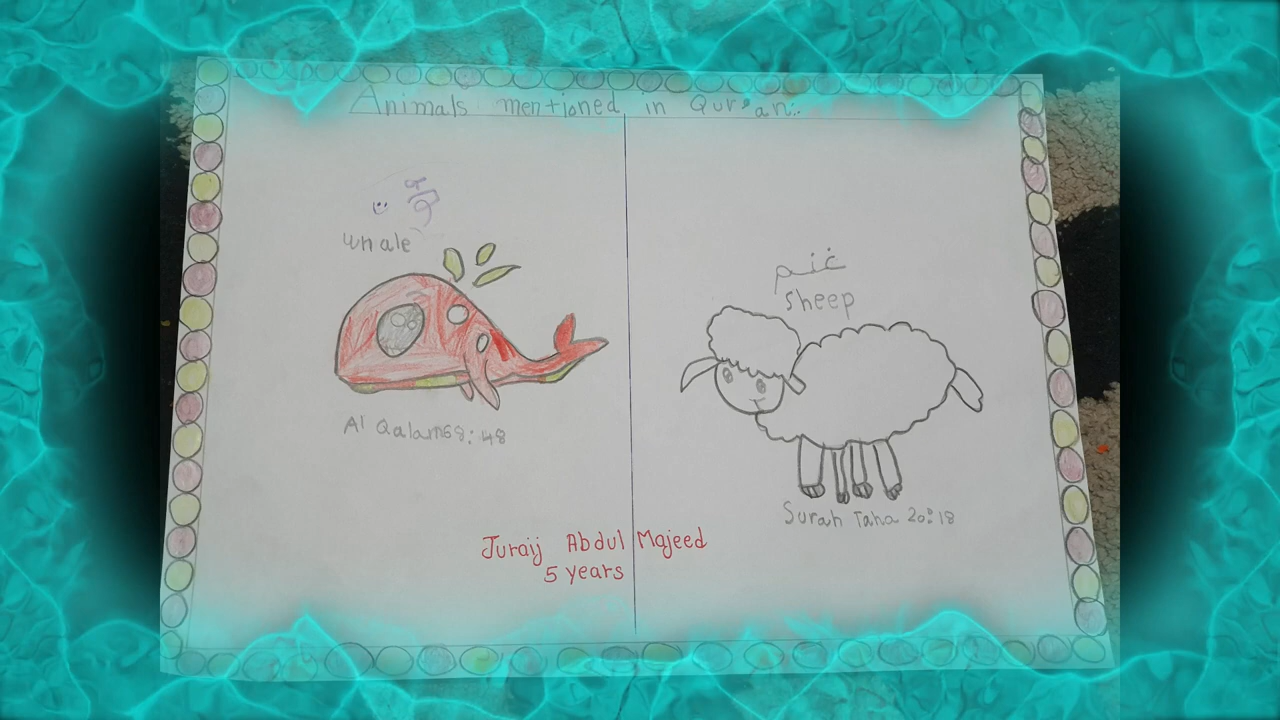 Animals mentioned in Qur'an:.
whale
Al Qalam68:48
غنم
sheep
Surah Taha 20:18
Juraij Abdul Majeed
5 years